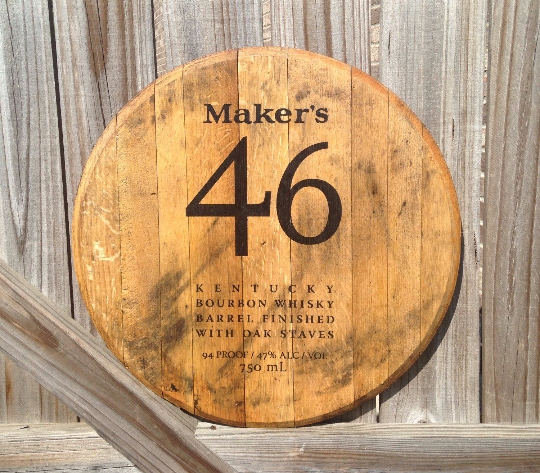 Maker's
46
KENTUCKY
BOURBON WHISKY
BARREL FINISHED
WITH OAK STAVES
94 PROOF / 47% ALC / VOL
750 mL